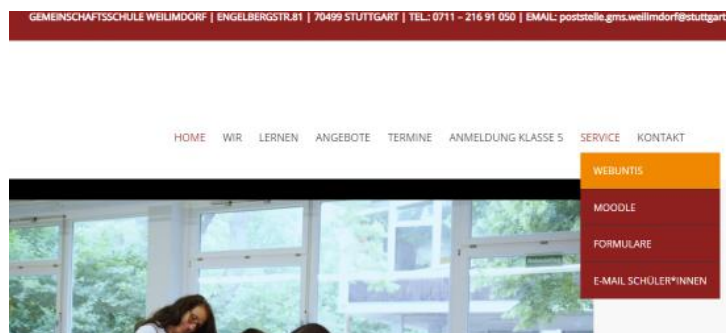 GEMEINSCHAFTSSCHULE WEILIMDORF | ENGELBERGSTR.81 | 70499 STUTTGART | TEL.: 0711 – 216 91 050 | EMAIL: poststelle.gms.weilimdorf@stuttgart
HOME WIR LERNEN ANGEBOTE TERMINE ANMELDUNG KLASSE 5 SERVICE KONTAKT
WEBUNTIS
MOODLE
FORMULARE
E-MAIL SCHÜLER*INNEN